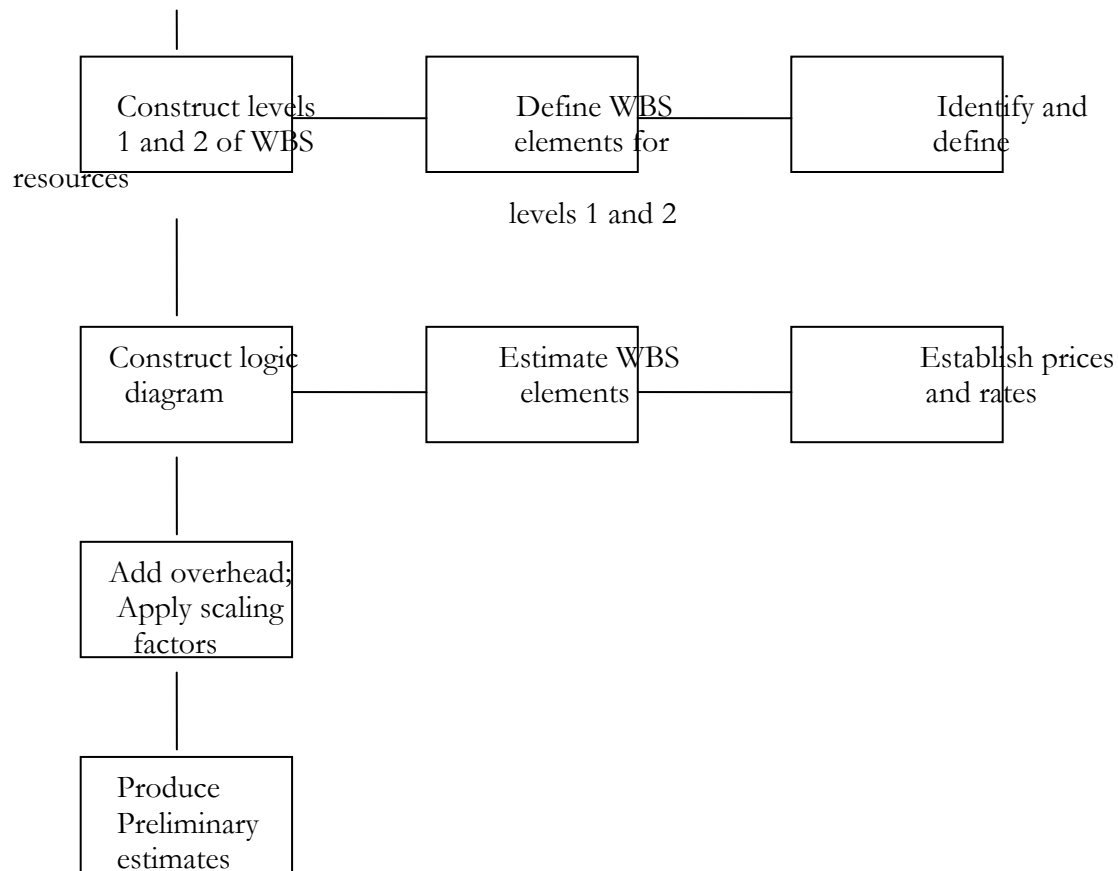 Construct levels
1 and 2 of WBS
Define WBS
elements for
levels 1 and 2
Identify and
define
resources
Construct logic
diagram
Estimate WBS
elements
Establish prices
and rates
Add overhead;
Apply scaling
factors
Produce
Preliminary
estimates